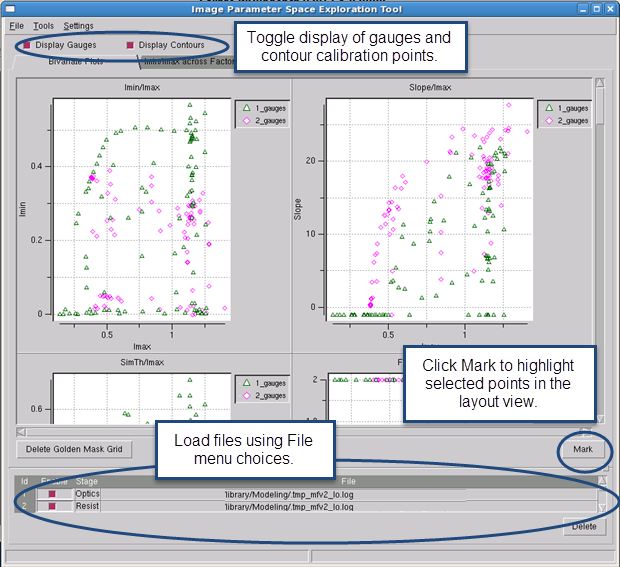 Image Parameter Space Exploration Tool
File Tools Settings
Display Gauges Display Contours
Toggle display of gauges and
contour calibration points.
Bivariate Plots Imin/Imax across Factor
Imin/Imax
1_gauges
2_gauges
0.4
0.2
0
Imin
0.5 1
Imax
Slope/Imax
1_gauges
2_gauges
20
10
0
Slope
0.5 1
SimTh/Imax
1_gauges
2_gauges
0.6
F
2
Click Mark to highlight
selected points in the
layout view.
Load files using File
menu choices.
Delete Golden Mask Grid
Mark
Id Enable Stage File
1 Optics library/Modeling/.tmp_mfv2_lo.log
2 Resist library/Modeling/.tmp_mfv2_lo.log
Delete